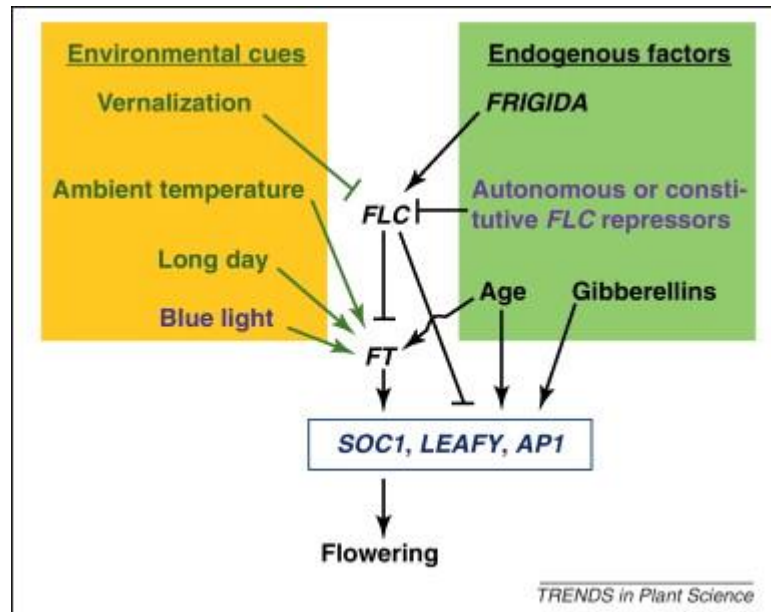 Environmental cues
Endogenous factors
Vernalization
FRIGIDA
Ambient temperature
FLC
Autonomous or consti-
tutive FLC repressors
Long day
Age
Gibberellins
Blue light
FT
SOC1, LEAFY, AP1
Flowering
TRENDS in Plant Science